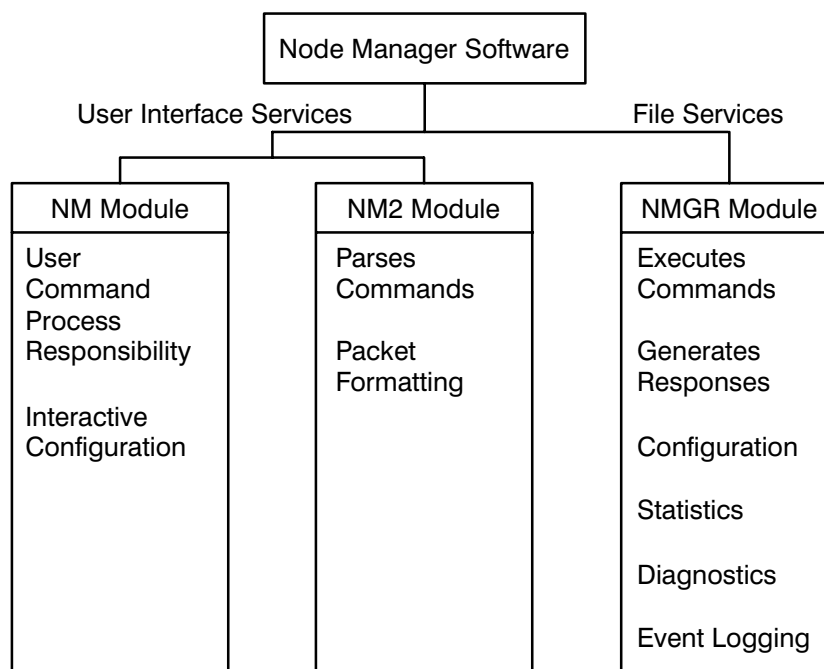 Node Manager Software
User Interface Services
File Services
NM Module
User
Command
Process
Responsibility
Interactive
Configuration
NM2 Module
Parses
Commands
Packet
Formatting
NMGR Module
Executes
Commands
Generates
Responses
Configuration
Statistics
Diagnostics
Event Logging